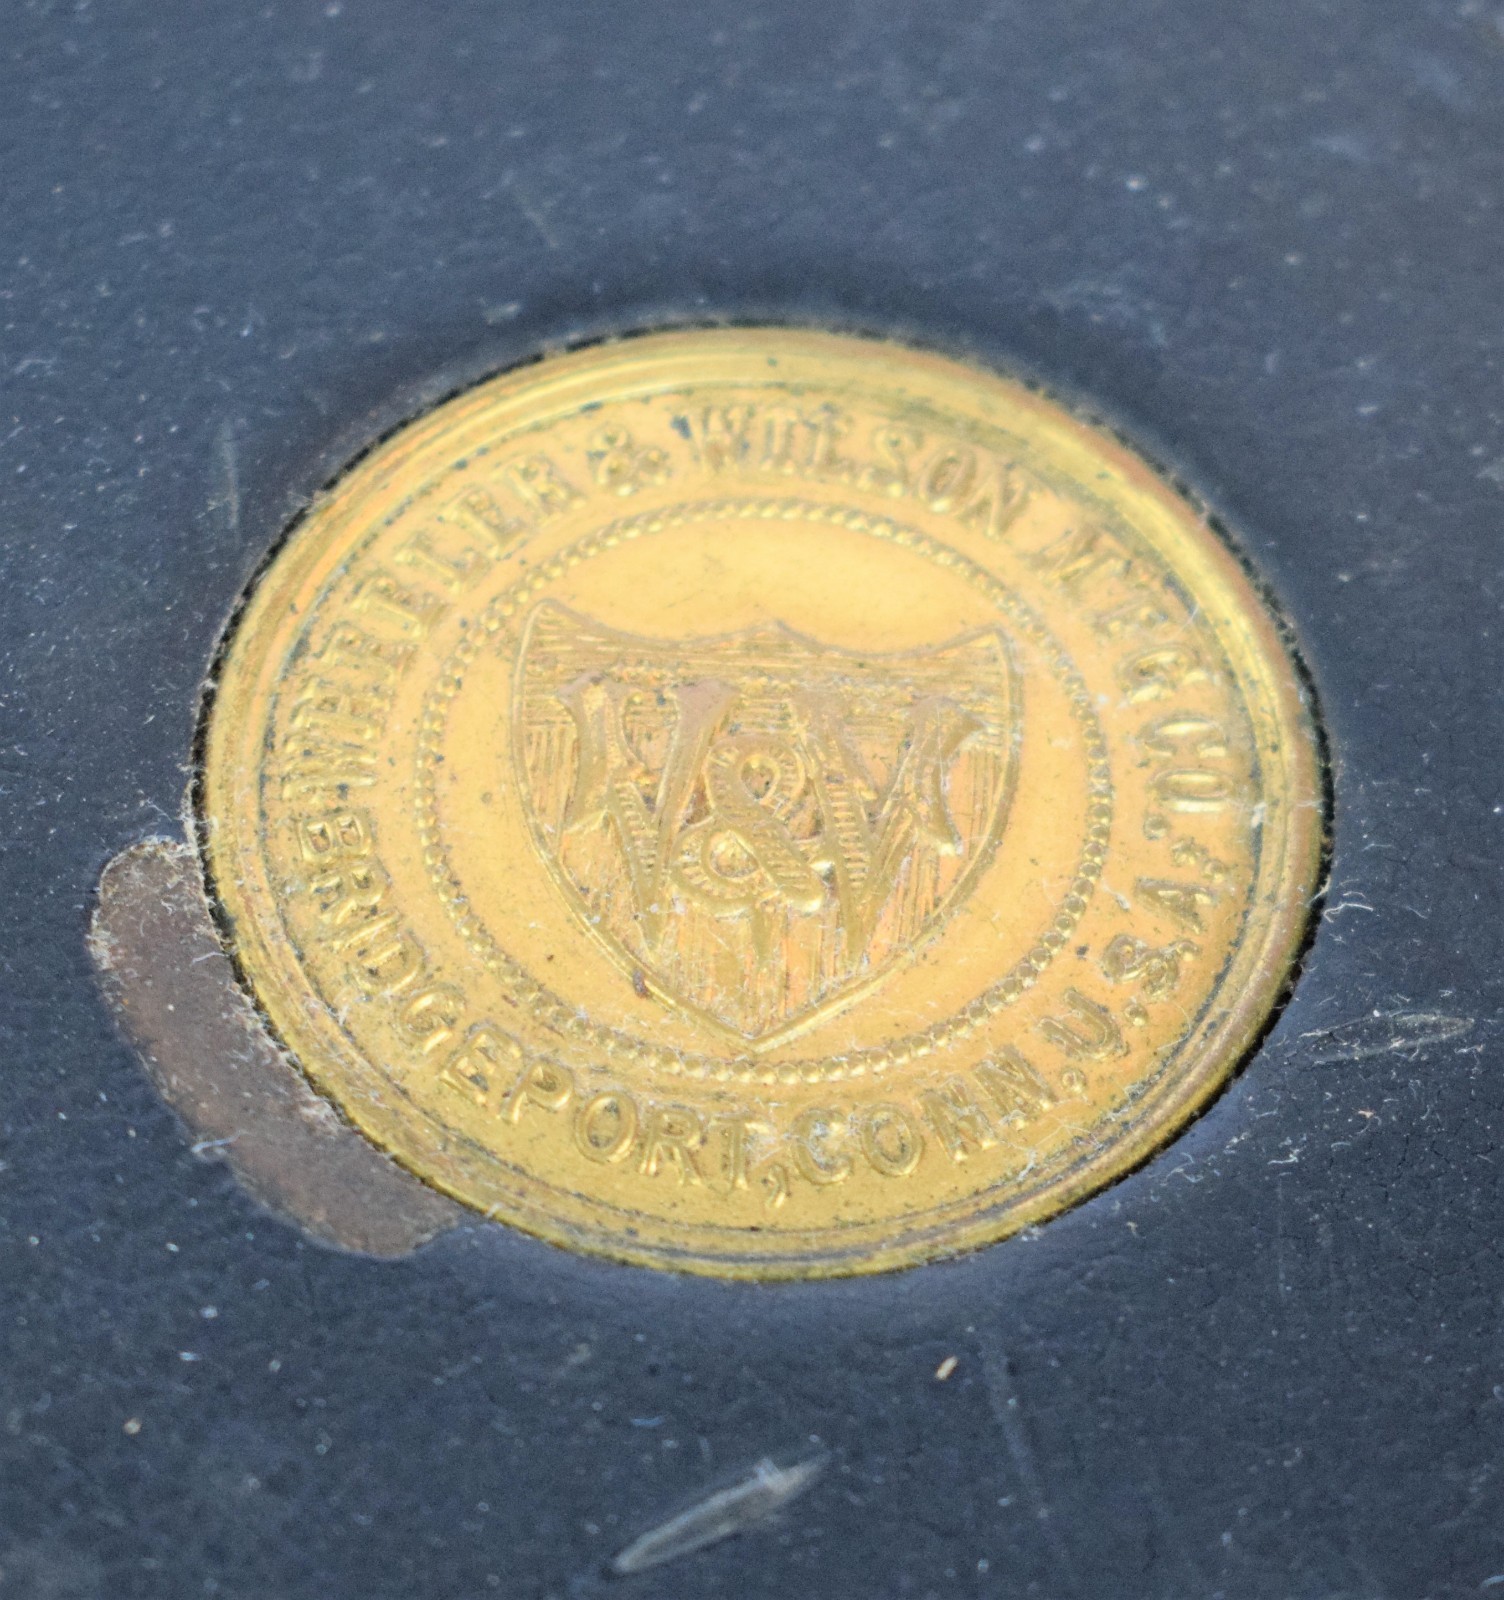 WHEELER & WILSON M'F'G CO.
BRIDGEPORT, CONN. U.S.A.
W&W